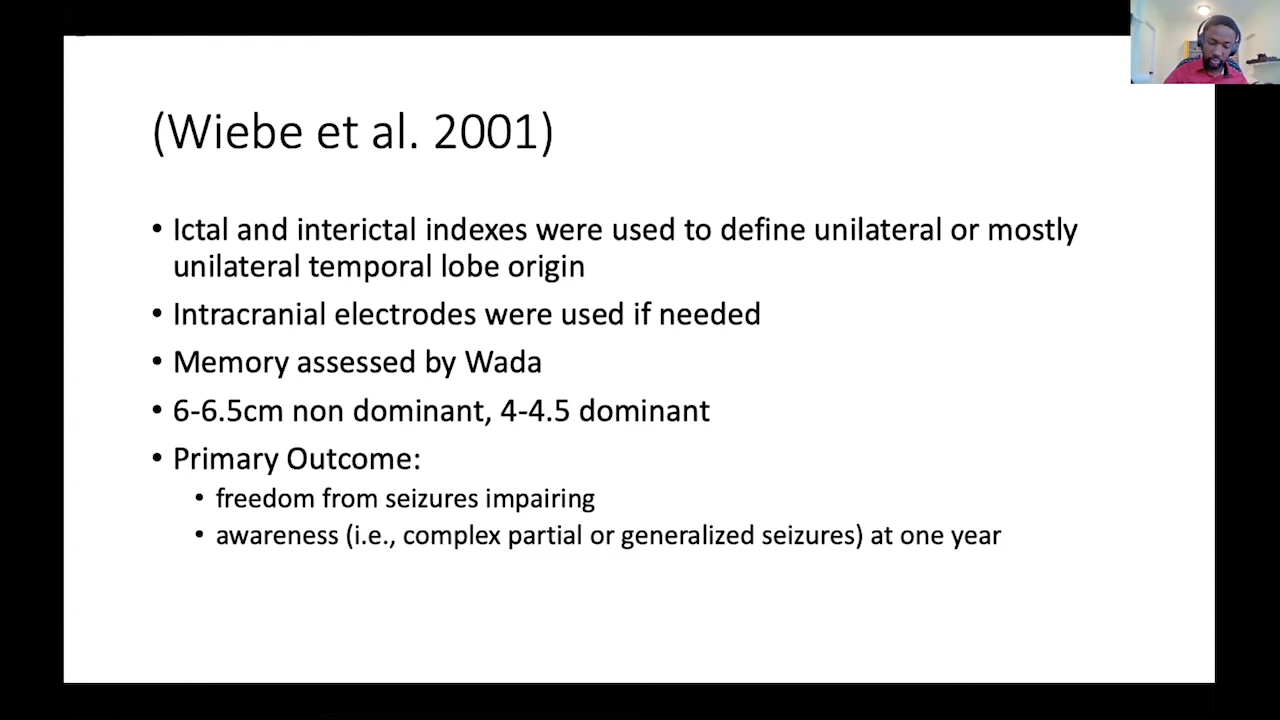 (Wiebe et al. 2001)
• Ictal and interictal indexes were used to define unilateral or mostly
unilateral temporal lobe origin
• Intracranial electrodes were used if needed
• Memory assessed by Wada
• 6-6.5cm non dominant, 4-4.5 dominant
• Primary Outcome:
• freedom from seizures impairing
• awareness (i.e., complex partial or generalized seizures) at one year